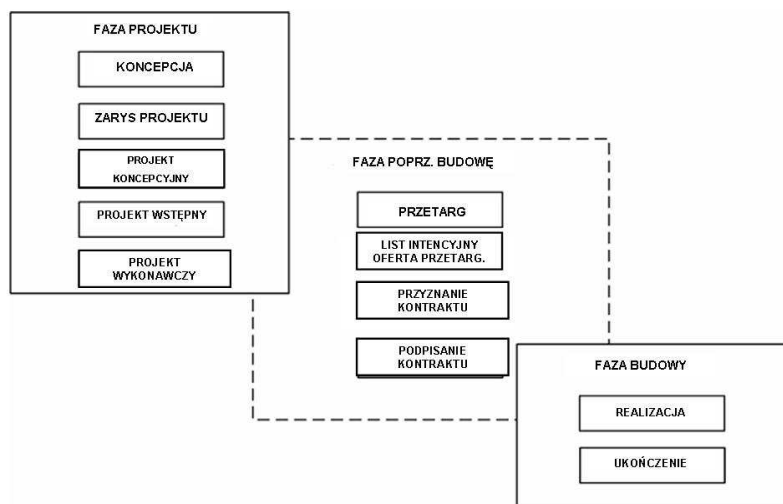 FAZA PROJEKTU
KONCEPCJA
ZARYS PROJEKTU
PROJEKT
KONCEPCYJNY
PROJEKT WSTĘPNY
PROJEKT
WYKONAWCZY
FAZA POPRZ. BUDOWĘ
PRZETARG
LIST INTENCYJNY
OFERTA PRZETARG.
PRZYZNANIE
KONTRAKTU
PODPISANIE
KONTRAKTU
FAZA BUDOWY
REALIZACJA
UKOŃCZENIE